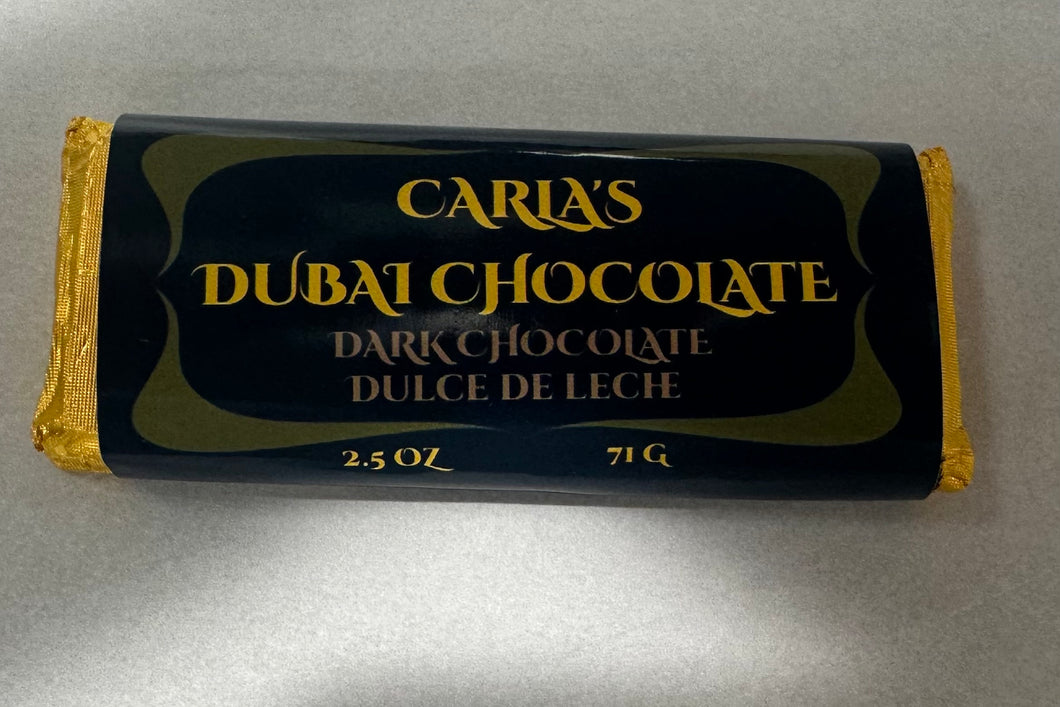 CARLA'S
DUBAI CHOCOLATE
DARK CHOCOLATE
DULCE DE LECHE
2.5 OZ 71 G